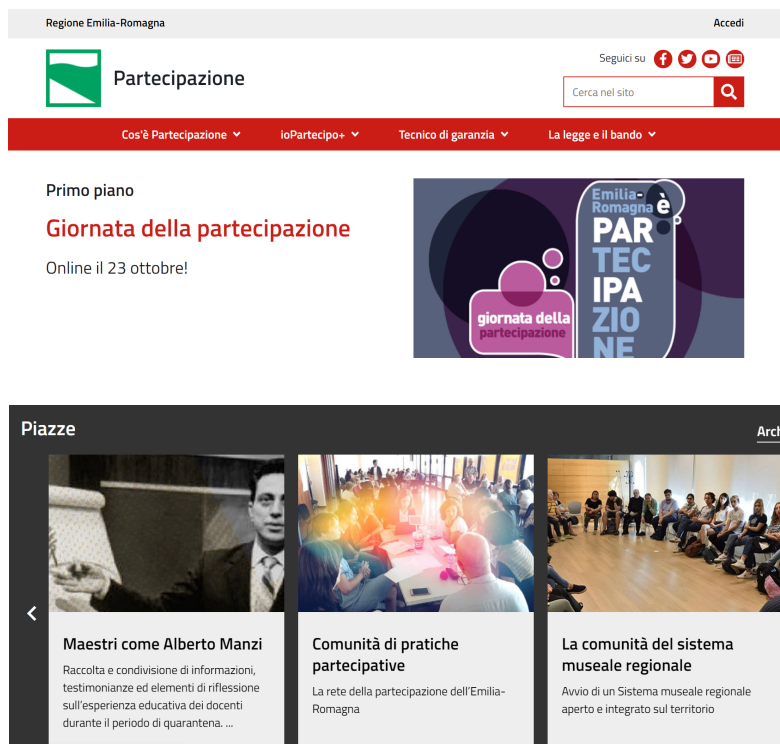 Regione Emilia-Romagna
Accedi
Seguici su
Partecipazione
Cerca nel sito
Cos'è Partecipazione
ioPartecipo+
Tecnico di garanzia
La legge e il bando
Primo piano
Giornata della partecipazione
Online il 23 ottobre!
Emilia-
Romagna è
PAR
TEC
IPA
ZIO
NE
giornata della
partecipazione
Piazze
Arch
Maestri come Alberto Manzi
Raccolta e condivisione di informazioni,
testimonianze ed elementi di riflessione
sull'esperienza educativa dei docenti
durante il periodo di quarantena. ...
Comunità di pratiche
partecipative
La rete della partecipazione dell'Emilia-
Romagna
La comunità del sistema
museale regionale
Avvio di un Sistema museale regionale
aperto e integrato sul territorio